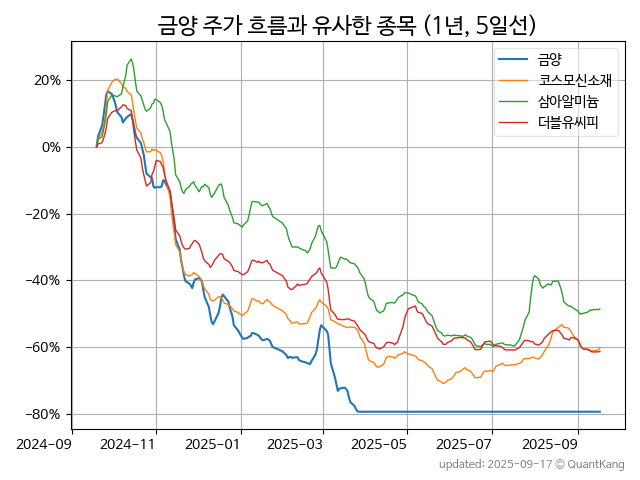 금양 주가 흐름과 유사한 종목 (1년, 5일선)
금양
코스모신소재
삼아알미늄
더블유씨피
20%
0%
−20%
−40%
−60%
−80%
2024-09 2024-11 2025-01 2025-03 2025-05 2025-07 2025-09
updated: 2025-09-17 © QuantKang